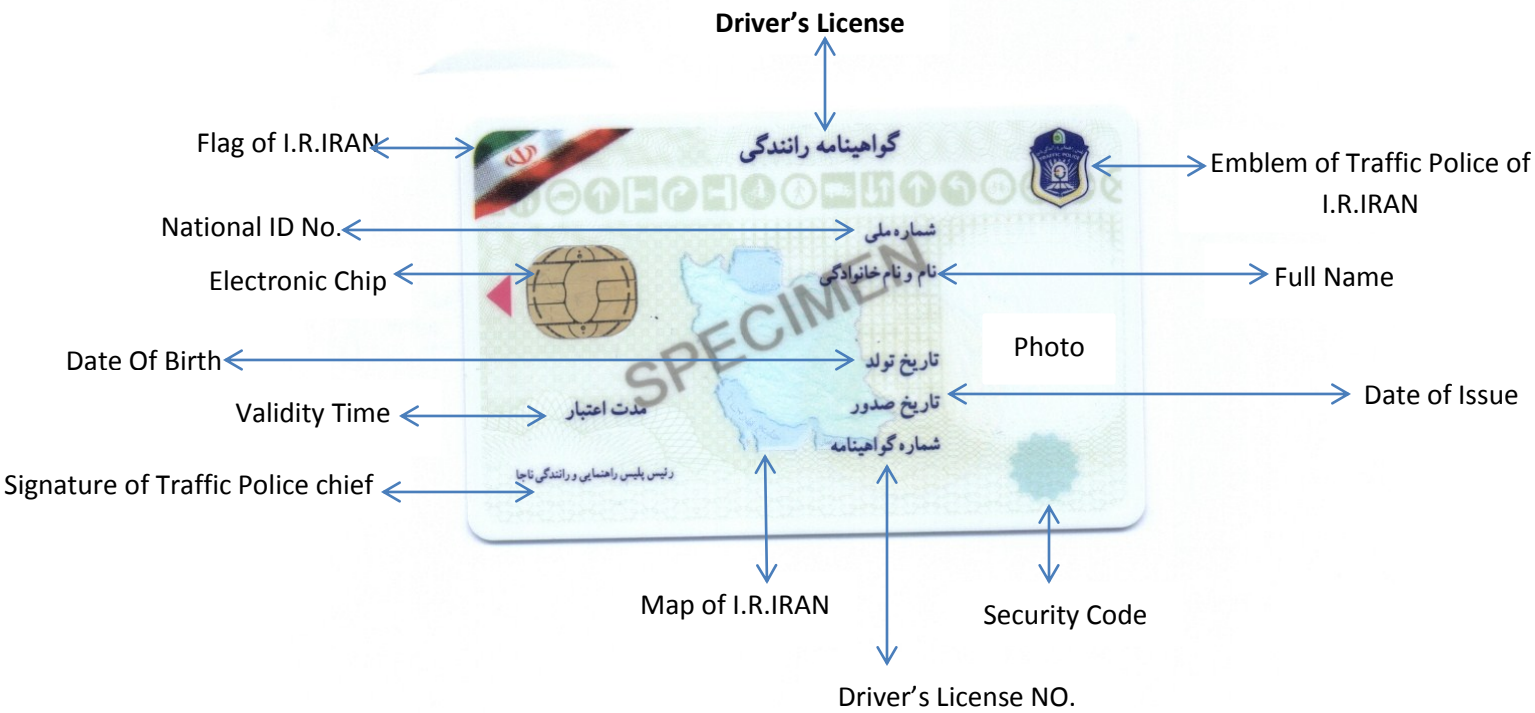 Driver’s License
Flag of I.R.IRAN
گواهینامه رانندگی
TRAFFIC POLICE
Emblem of Traffic Police of
I.R.IRAN
National ID No.
شماره ملی
Electronic Chip
نام و نام خانوادگی
Full Name
SPECIMEN
Date Of Birth
تاریخ تولد
Photo
Validity Time
مدت اعتبار
تاریخ صدور
Date of Issue
شماره گواهینامه
Signature of Traffic Police chief
رئیس پلیس راهنمایی و رانندگی ناجا
Map of I.R.IRAN
Security Code
Driver’s License NO.